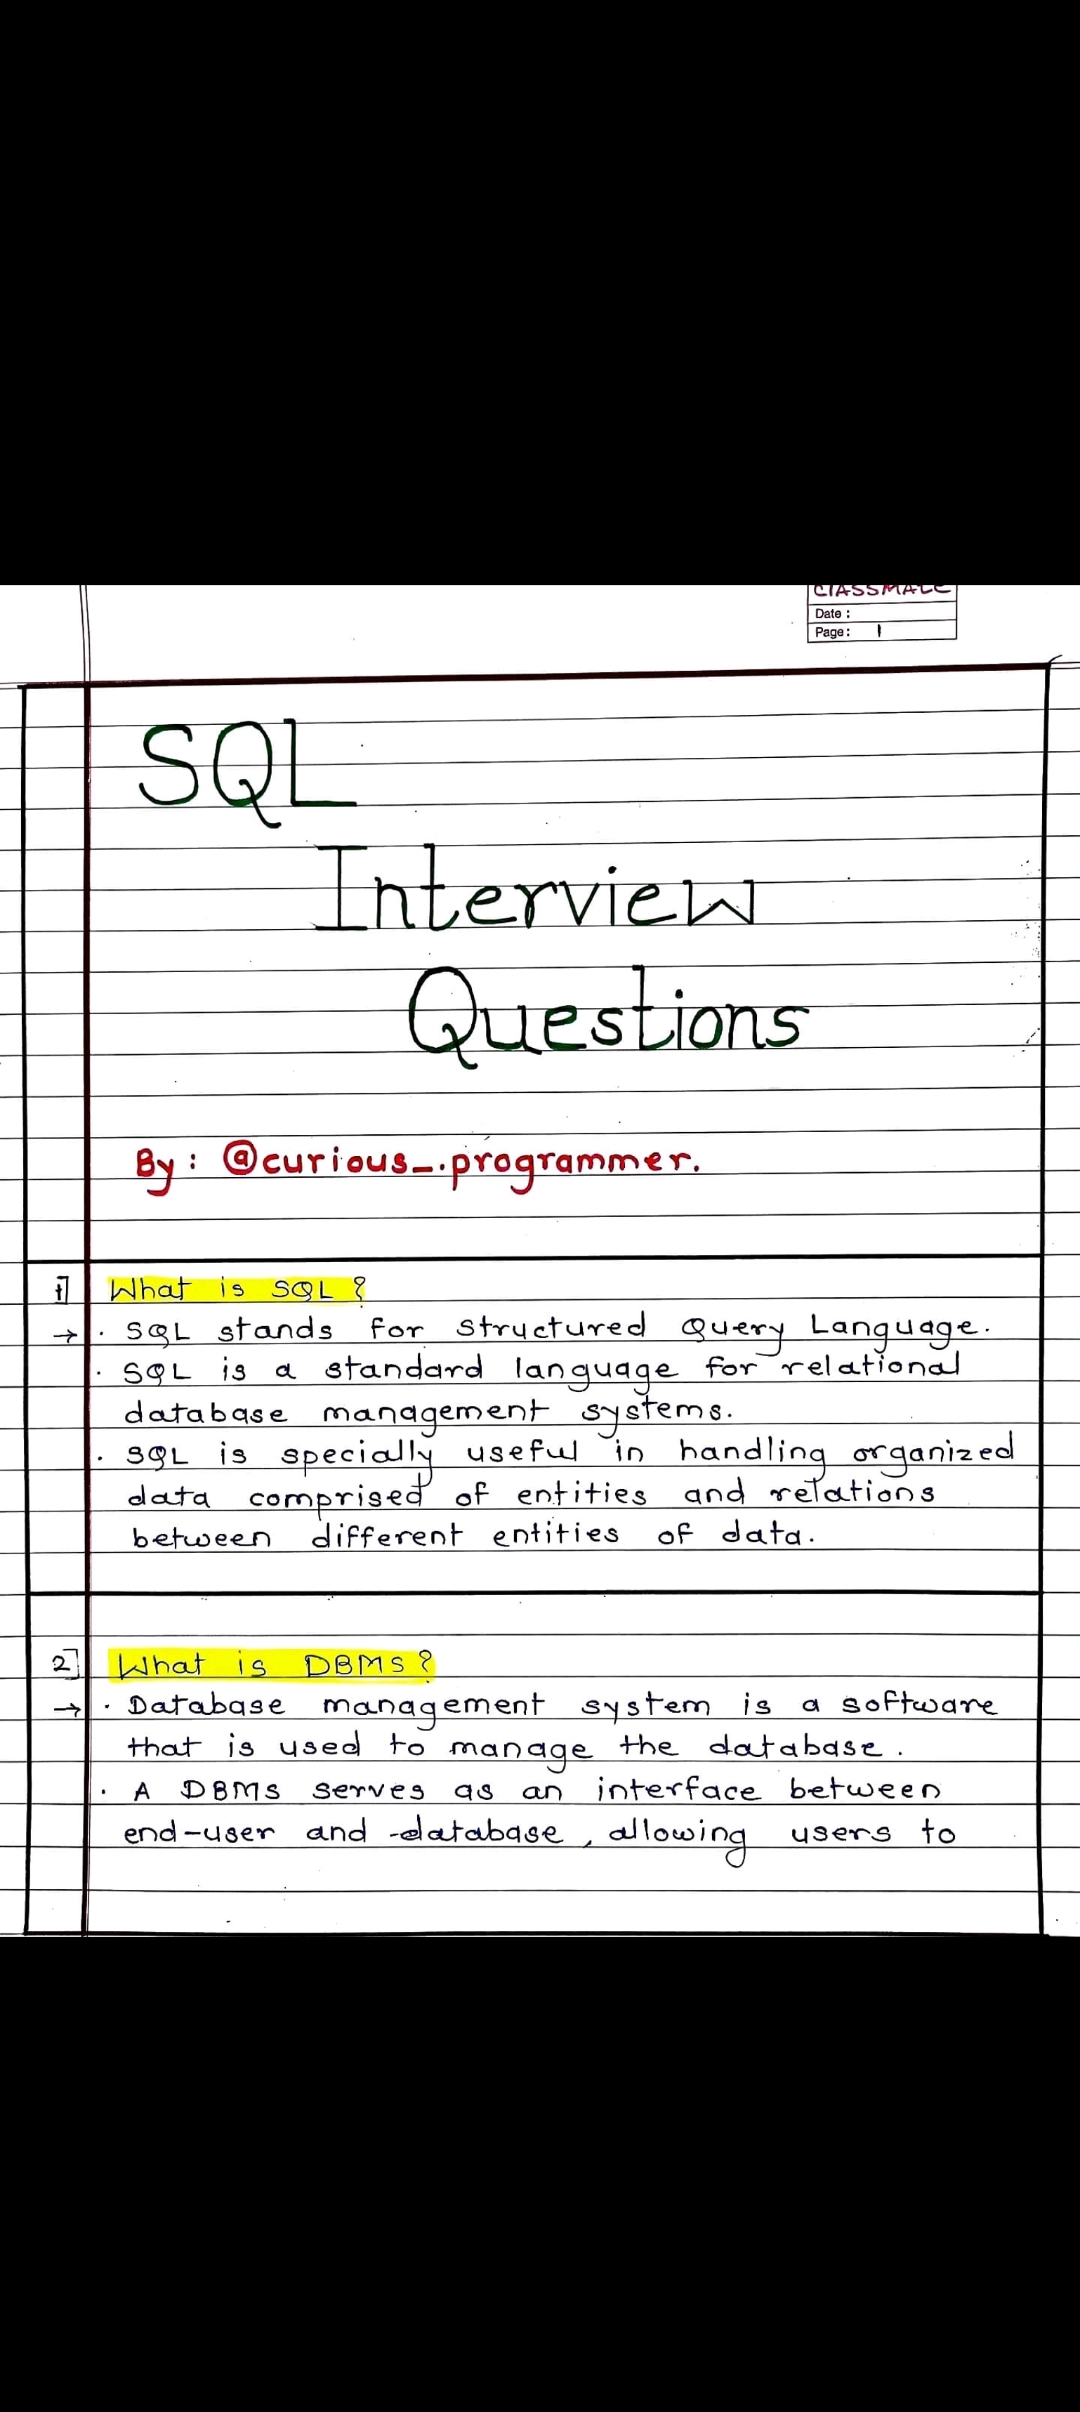 classmate
Date :
Page : 1
SQL
Interview
Questions
By : @curious_.programmer.
1] What is SQL ?
→ · SQL stands for Structured Query Language.
· SQL is a standard language for relational
database management systems.
· SQL is specially useful in handling organized
data comprised of entities and relations
between different entities of data.
2] What is DBMS ?
→ · Database management system is a software
that is used to manage the database .
· A DBMS serves as an interface between
end-user and database , allowing users to